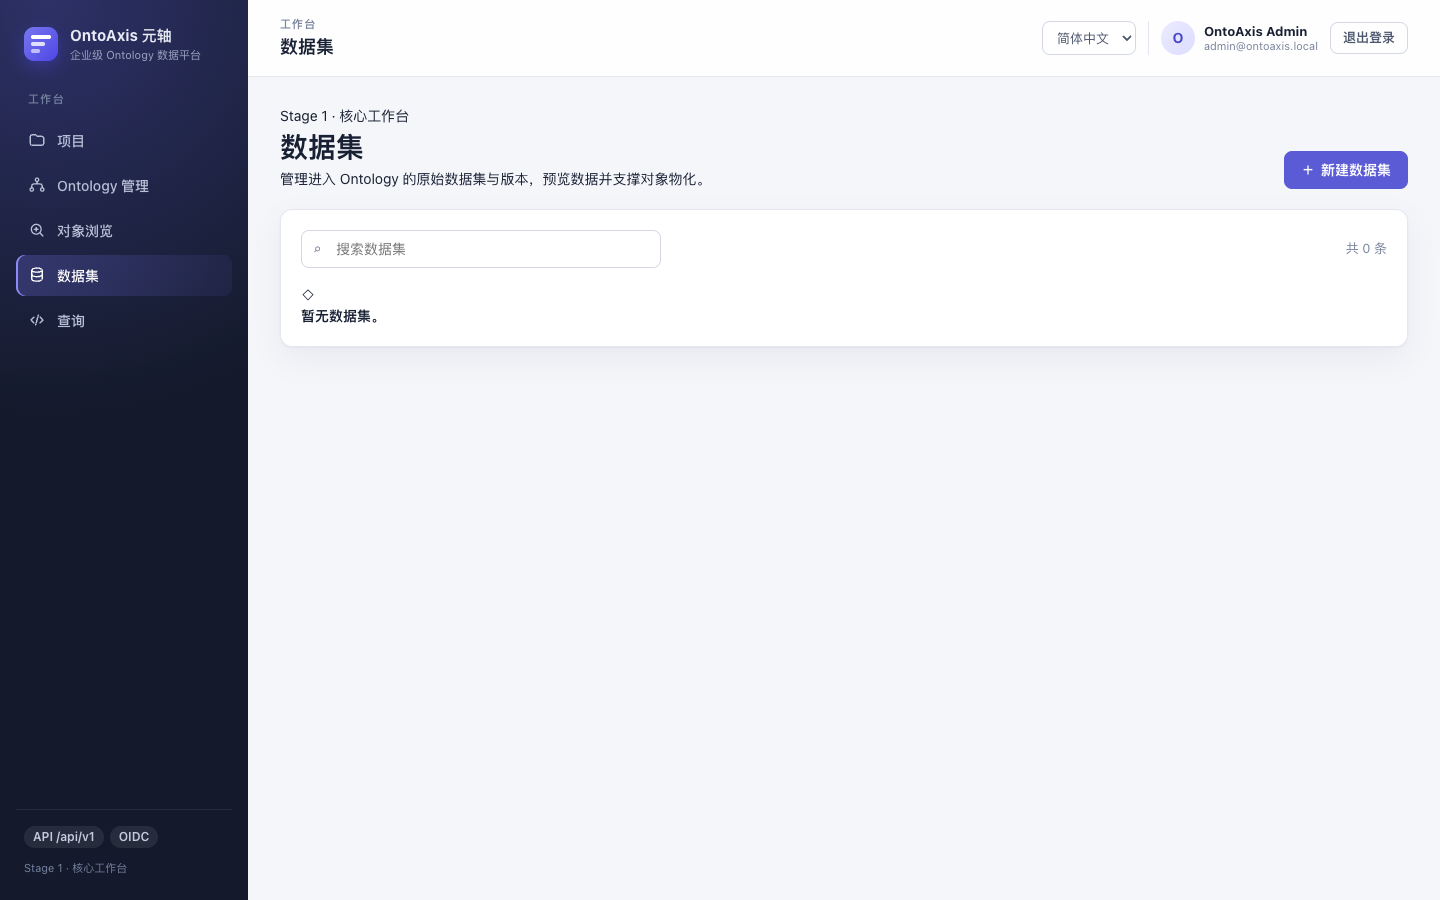 OntoAxis 元轴
企业级 Ontology 数据平台
工作台
项目
Ontology 管理
对象浏览
数据集
查询
API /api/v1
OIDC
Stage 1 · 核心工作台
工作台
数据集
简体中文
O
OntoAxis Admin
admin@ontoaxis.local
退出登录
Stage 1 · 核心工作台
数据集
管理进入 Ontology 的原始数据集与版本，预览数据并支撑对象物化。
+ 新建数据集
搜索数据集
共 0 条
暂无数据集。